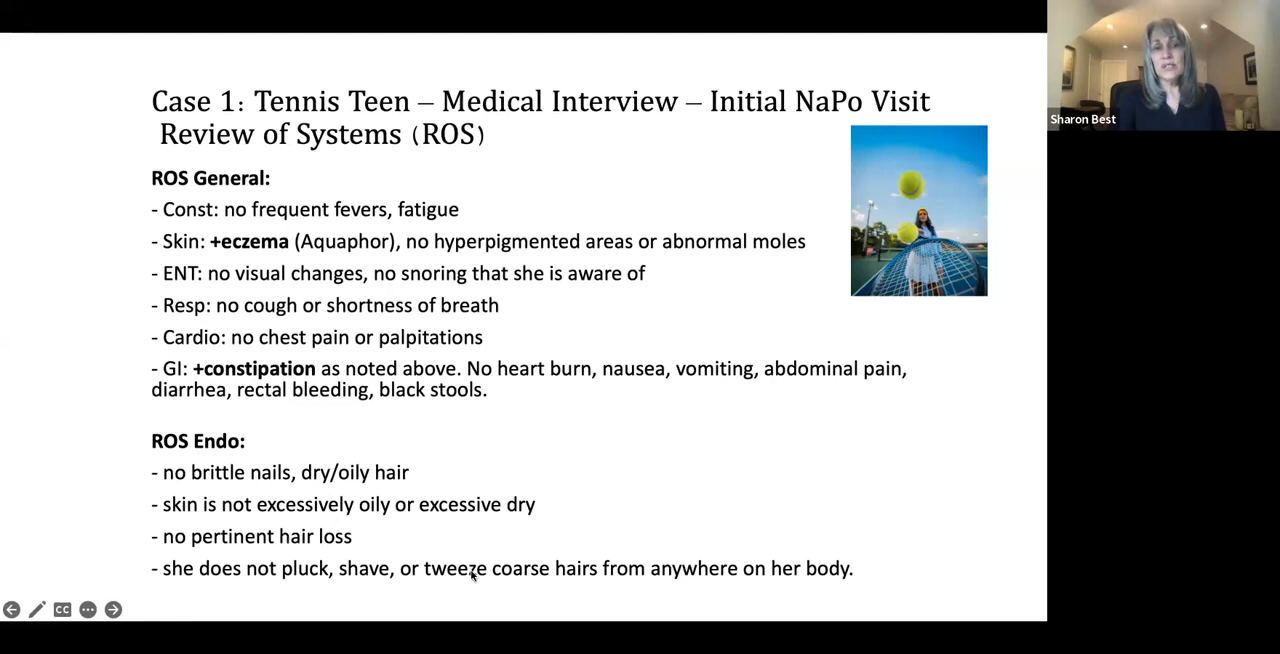 Case 1: Tennis Teen – Medical Interview – Initial NaPo Visit
Review of Systems (ROS)
Sharon Best
ROS General:
- Const: no frequent fevers, fatigue
- Skin: +eczema (Aquaphor), no hyperpigmented areas or abnormal moles
- ENT: no visual changes, no snoring that she is aware of
- Resp: no cough or shortness of breath
- Cardio: no chest pain or palpitations
- GI: +constipation as noted above. No heart burn, nausea, vomiting, abdominal pain,
diarrhea, rectal bleeding, black stools.
ROS Endo:
- no brittle nails, dry/oily hair
- skin is not excessively oily or excessive dry
- no pertinent hair loss
- she does not pluck, shave, or tweeze coarse hairs from anywhere on her body.
CC